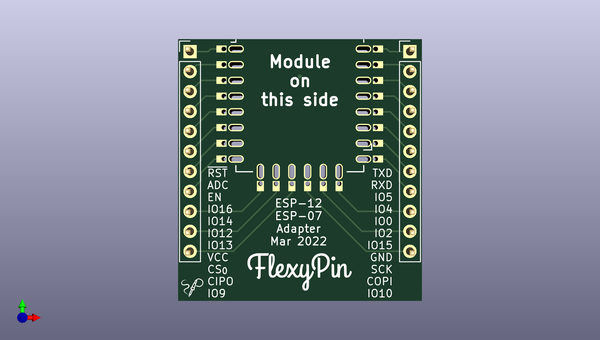 Module
on
this side
RST
ADC
EN
IO16
IO14
IO12
IO13
VCC
CS0
CIPO
IO9
ESP-12
ESP-07
Adapter
Mar 2022
FlexyPin
TXD
RXD
IO5
IO4
IO0
IO2
IO15
GND
SCK
COPI
IO10